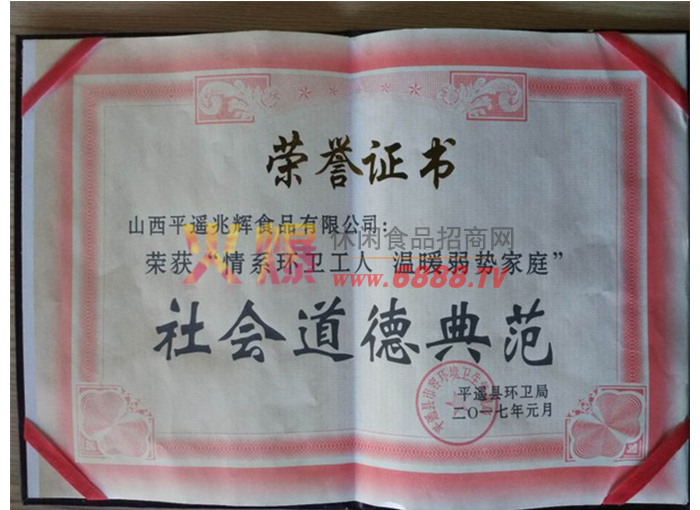 荣誉证书
山西平遥兆辉食品有限公司:
荣获“情系环卫工人 温暖弱势家庭”
火爆 休闲食品招商网
www.6888.TV
社会道德典范
平遥县环卫局
二〇一七年元月